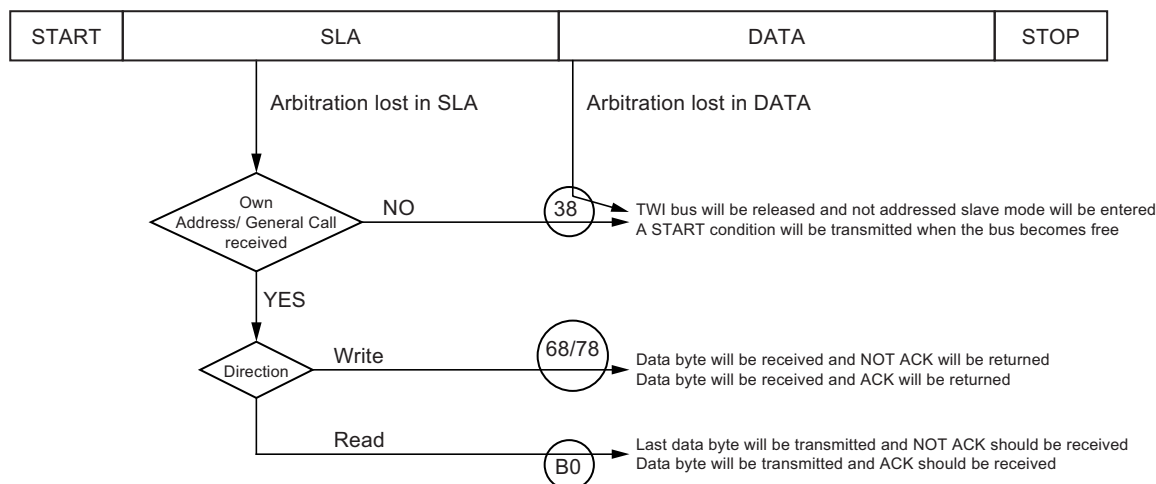 START SLA DATA STOP
Arbitration lost in SLA Arbitration lost in DATA
Own
Address/ General Call
received
NO
38
TWI bus will be released and not addressed slave mode will be entered
A START condition will be transmitted when the bus becomes free
YES
Direction
Write
68/78
Data byte will be received and NOT ACK will be returned
Data byte will be received and ACK will be returned
Read
B0
Last data byte will be transmitted and NOT ACK should be received
Data byte will be transmitted and ACK should be received